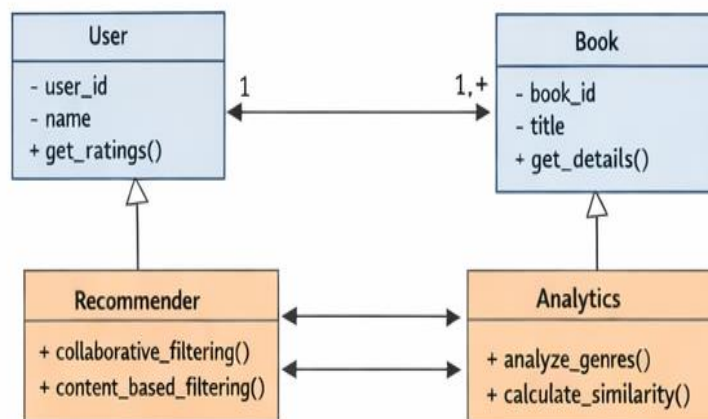 User
- user_id
- name
+ get_ratings()
1
1,+
Book
- book_id
- title
+ get_details()
Recommender
+ collaborative_filtering()
+ content_based_filtering()
Analytics
+ analyze_genres()
+ calculate_similarity()